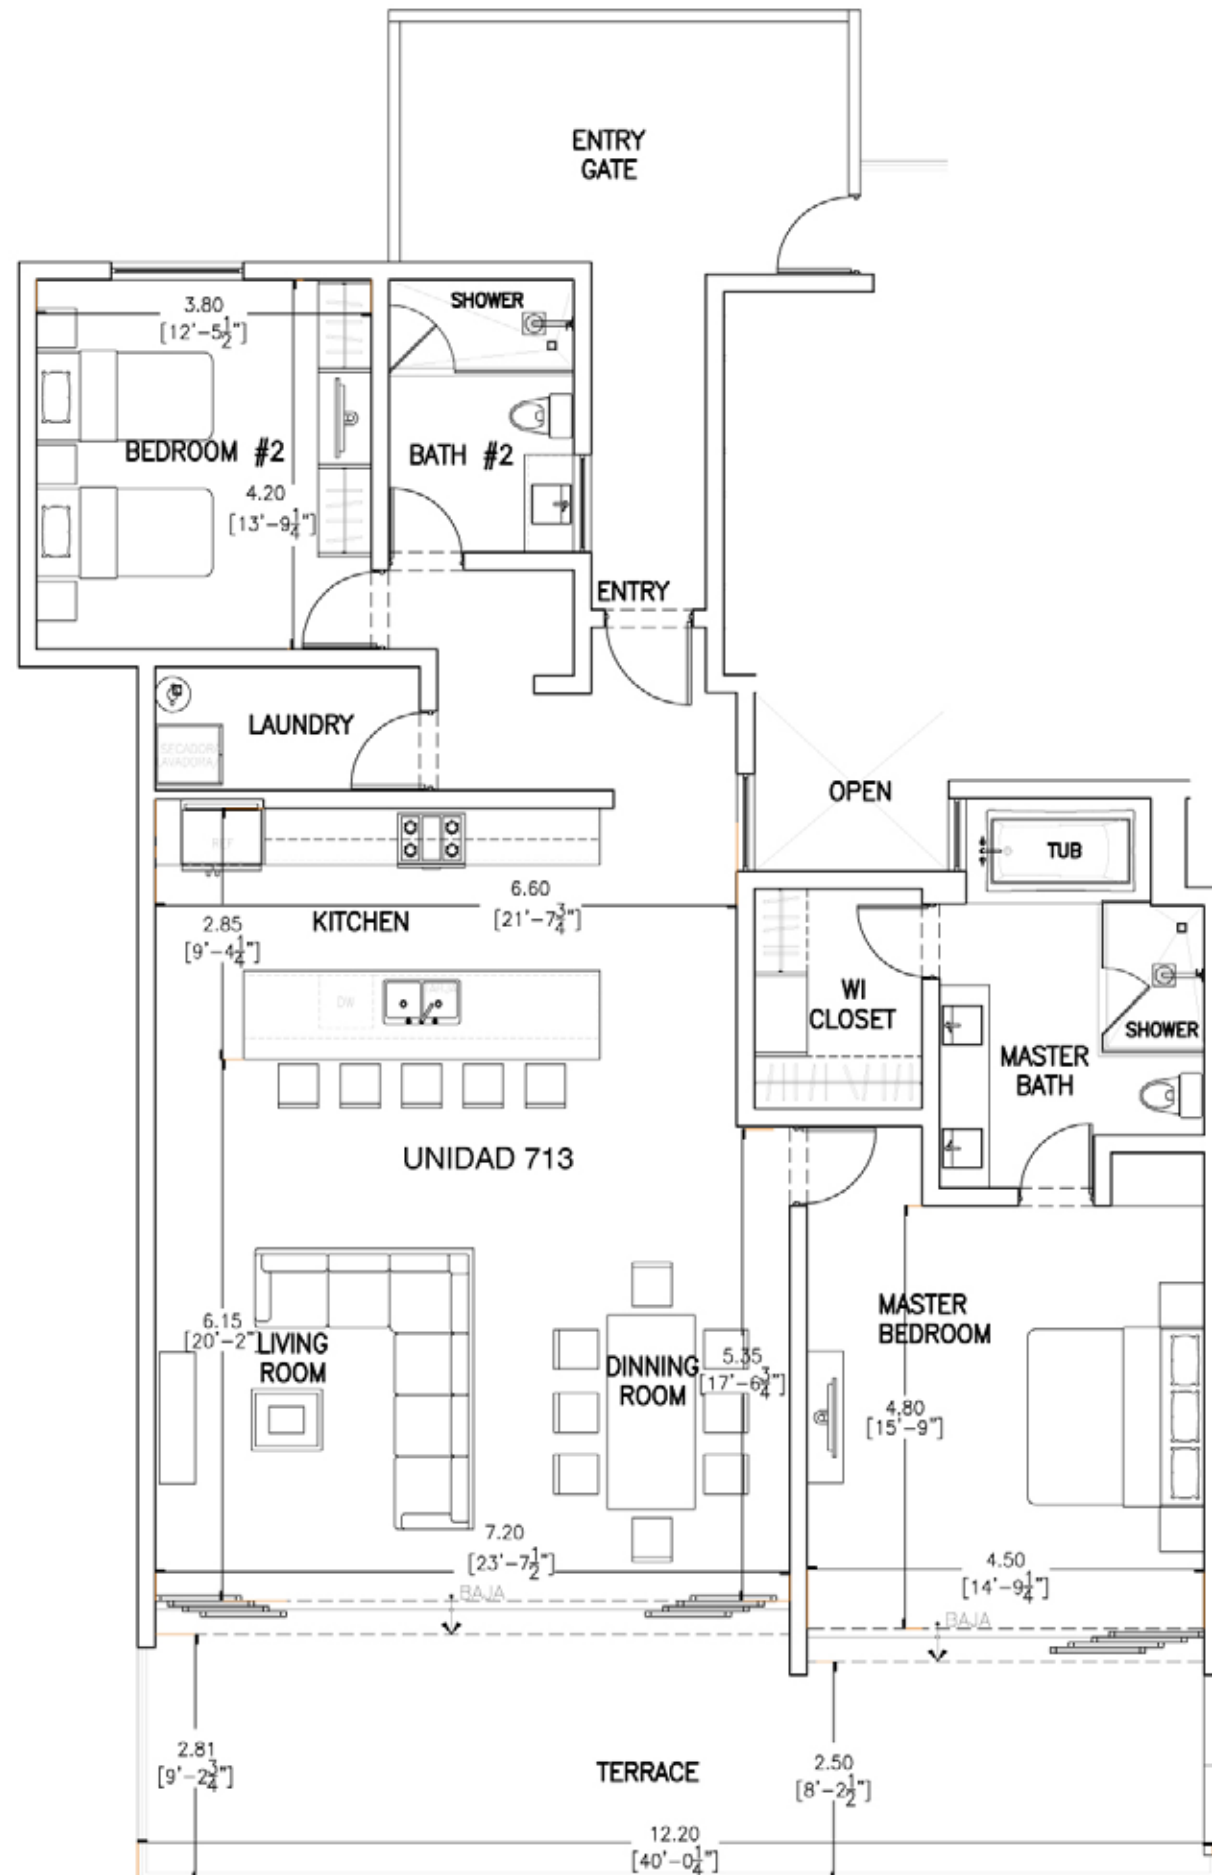 ENTRY
GATE
SHOWER
3.80
[12'-5½"]
BEDROOM #2
BATH #2
4.20
[13'-9¼"]
ENTRY
LAUNDRY
SECADORA
LAVADORA
OPEN
REF
TUB
6.60
[21'-7¾"]
KITCHEN
2.85
[9'-4¼"]
DW
WI
CLOSET
SHOWER
MASTER
BATH
UNIDAD 713
MASTER
BEDROOM
6.15
[20'-2"]
LIVING
ROOM
DINNING
ROOM
5.35
[17'-6¾"]
4.80
[15'-9"]
7.20
[23'-7½"]
4.50
[14'-9¼"]
BAJA
BAJA
2.81
[9'-2¾"]
TERRACE
2.50
[8'-2½"]
12.20
[40'-0¼"]